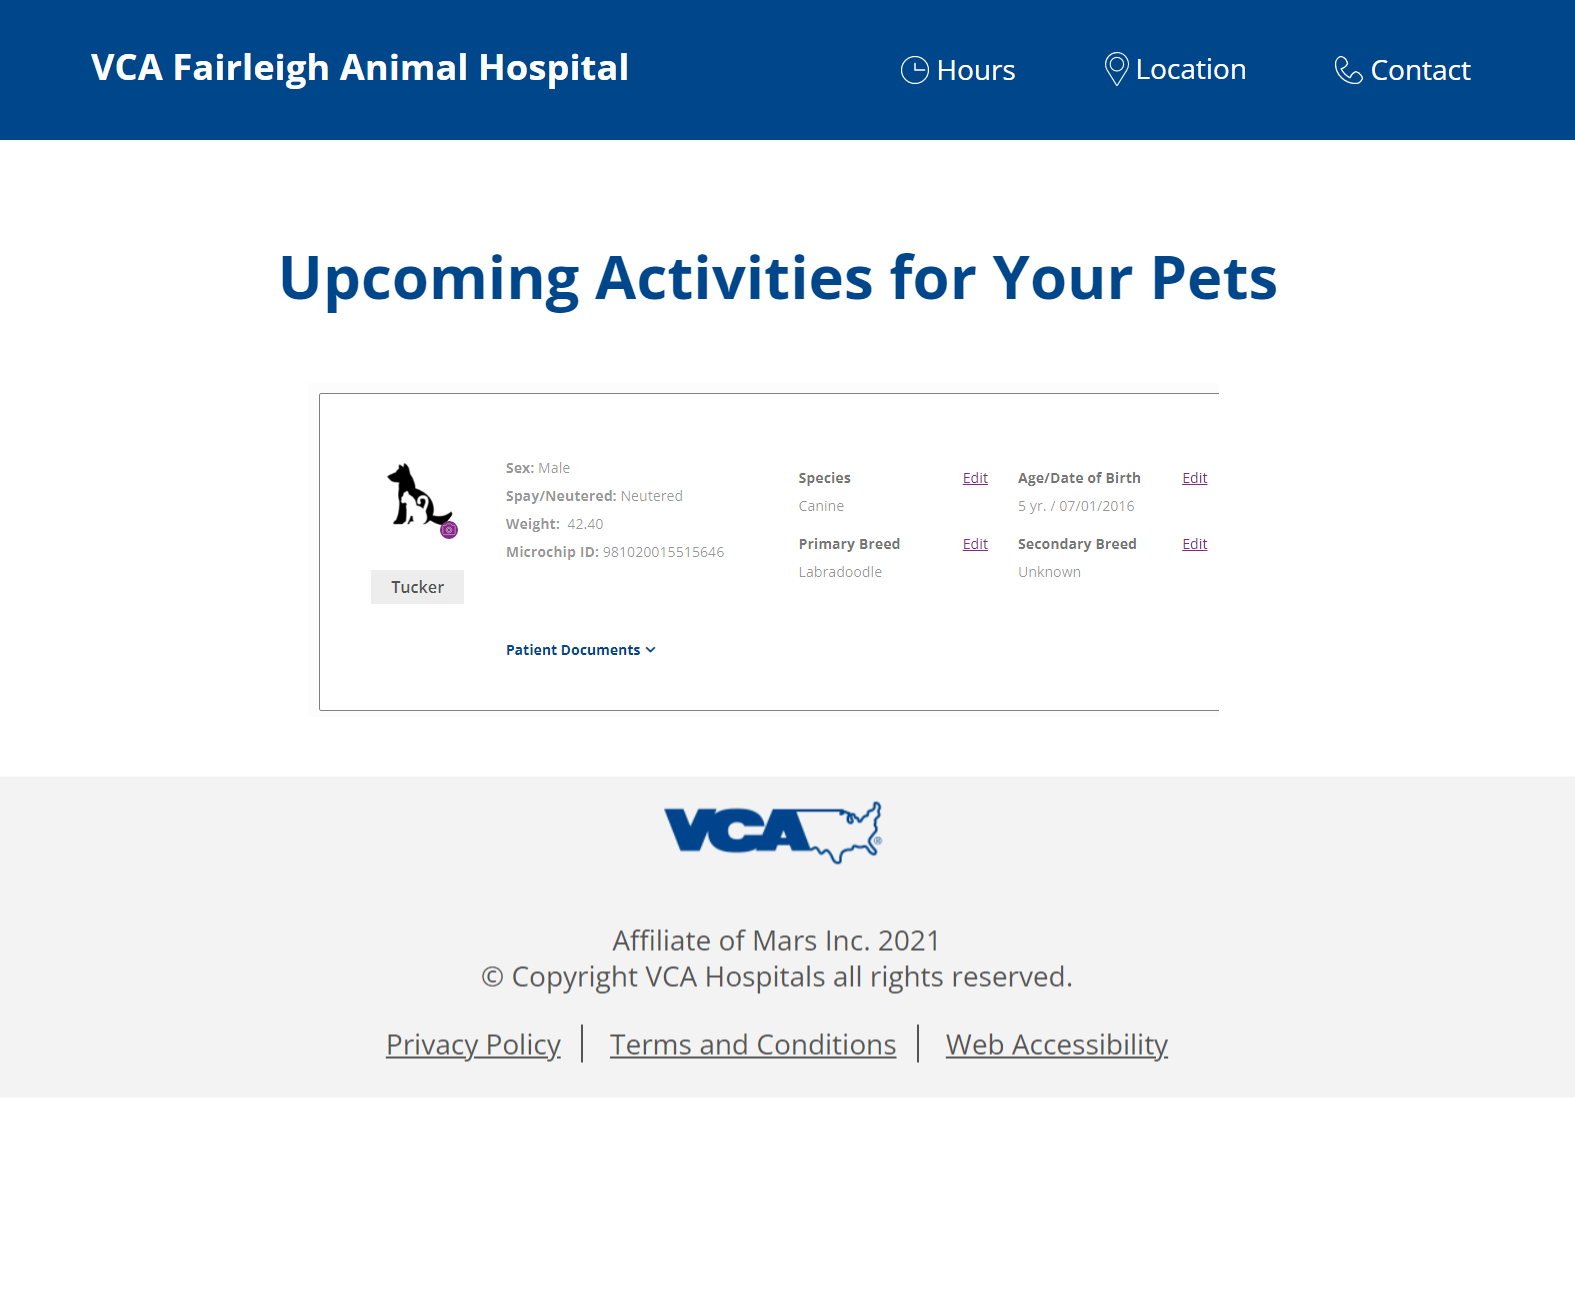 VCA Fairleigh Animal Hospital
Hours
Location
Contact
Upcoming Activities for Your Pets
Tucker
Sex: Male
Spay/Neutered: Neutered
Weight: 42.40
Microchip ID: 981020015515646
Patient Documents
Species Edit
Canine
Age/Date of Birth Edit
5 yr. / 07/01/2016
Primary Breed Edit
Labradoodle
Secondary Breed Edit
Unknown
VCA ®
Affiliate of Mars Inc. 2021
© Copyright VCA Hospitals all rights reserved.
Privacy Policy | Terms and Conditions | Web Accessibility